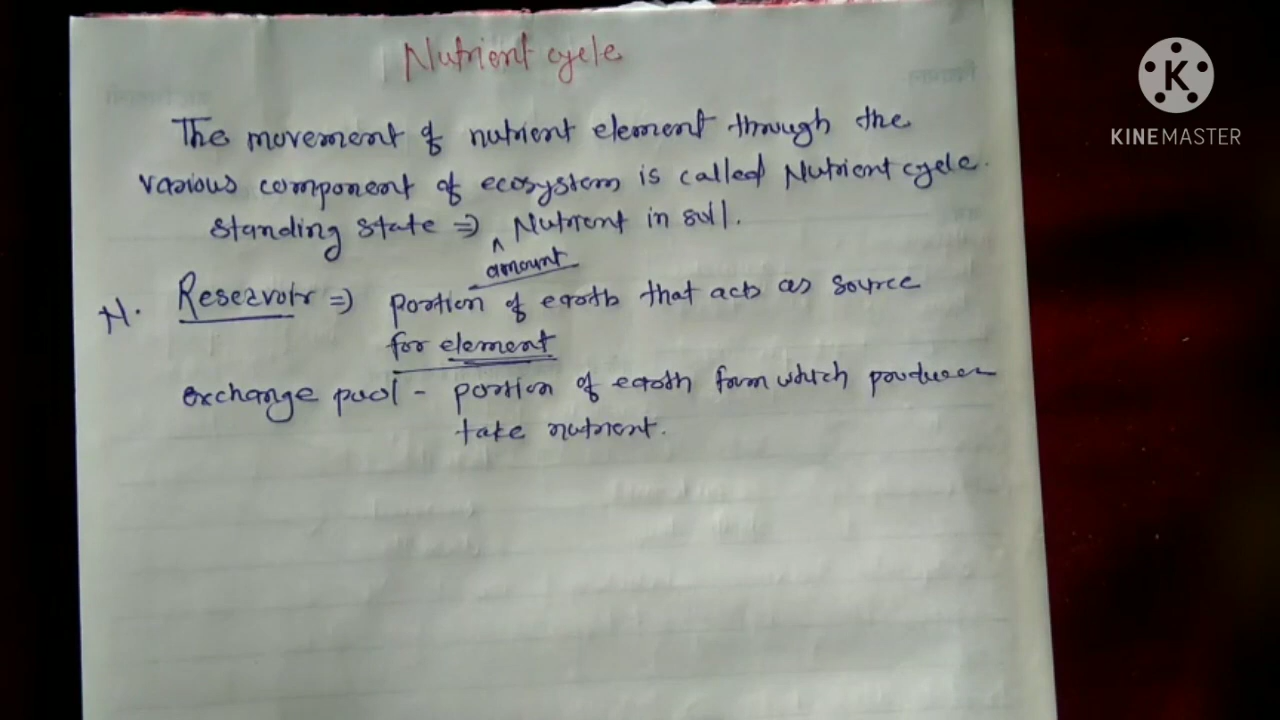 Nutrient cycle
The movement of nutrient element through the
various component of ecosystem is called Nutrient cycle.
standing state => ^ Nutrient in soil.
amount
N. Reservoir => portion of earth that acts as source
for element
exchange pool - portion of earth from which producer
take nutrient.
K
KINEMASTER